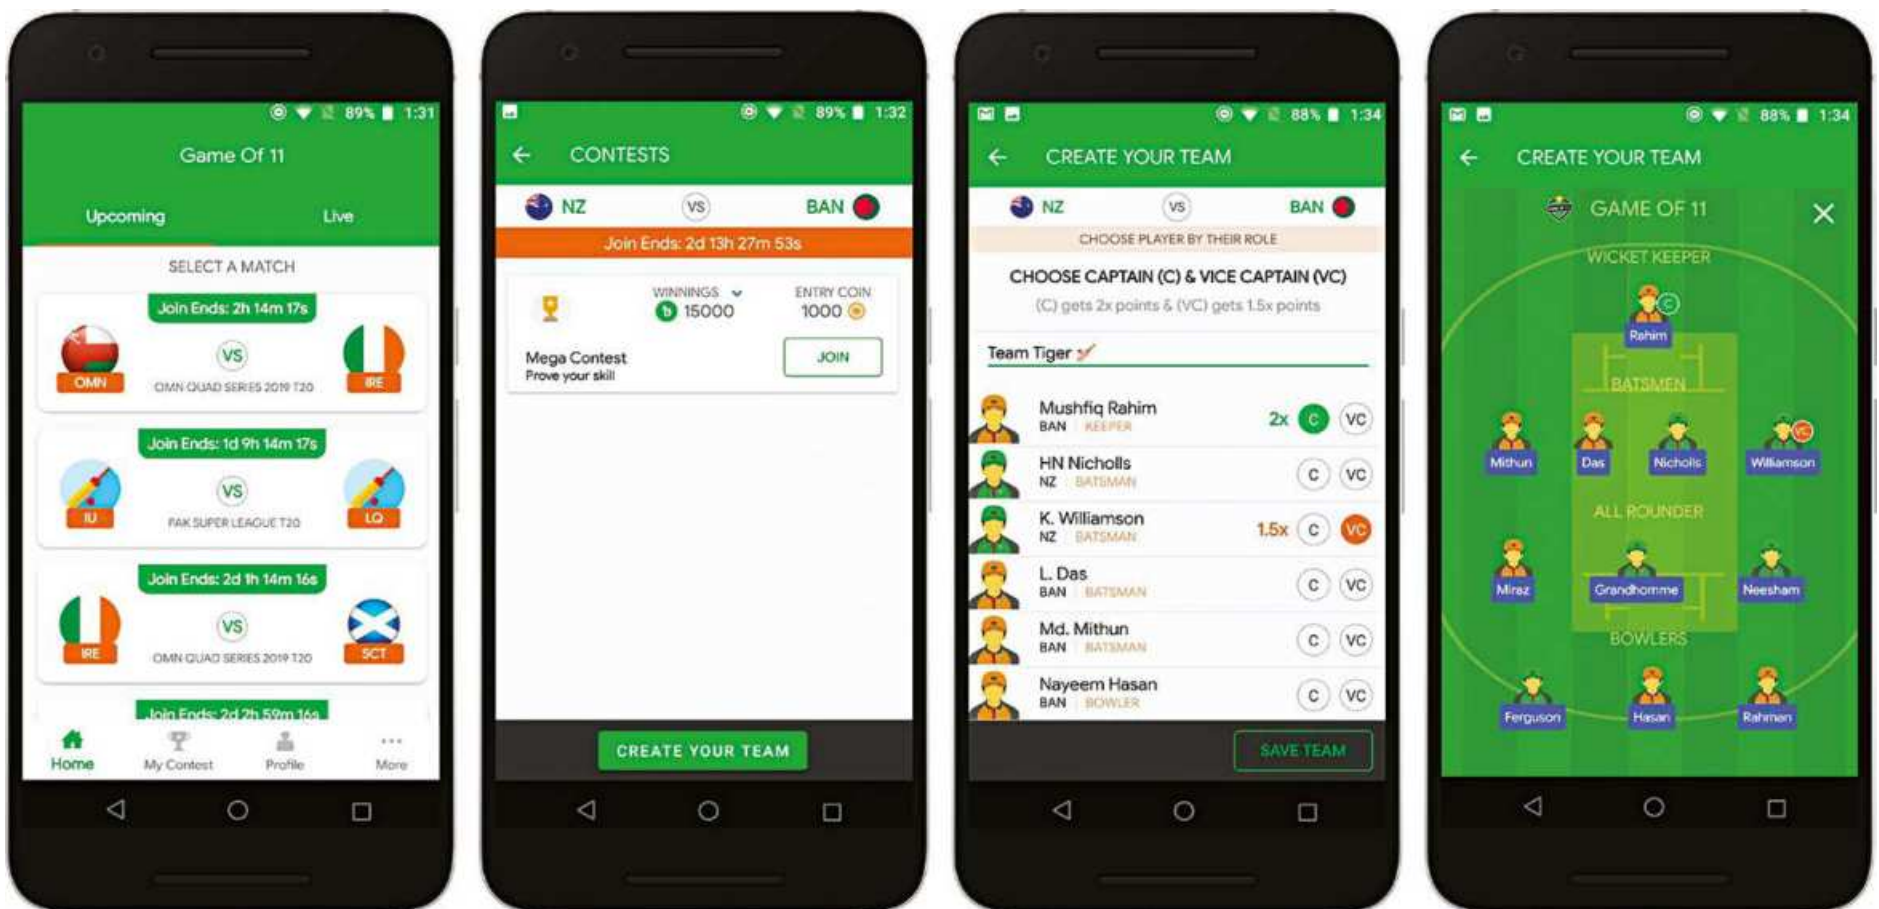 89% 1:31
Game Of 11
Upcoming Live
SELECT A MATCH
Join Ends: 2h 14m 17s
OMN VS IRE
OMN QUAD SERIES 2019 T20
Join Ends: 1d 9h 14m 17s
IU VS LQ
PAK SUPER LEAGUE T20
Join Ends: 2d 1h 14m 16s
IRE VS SCT
OMN QUAD SERIES 2019 T20
Join Ends: 2d 2h 59m 16s
Home My Contest Profile More
89% 1:32
CONTESTS
NZ VS BAN
Join Ends: 2d 13h 27m 53s
WINNINGS ENTRY COIN
15000 1000
Mega Contest
Prove your skill
JOIN
CREATE YOUR TEAM
88% 1:34
CREATE YOUR TEAM
NZ VS BAN
CHOOSE PLAYER BY THEIR ROLE
CHOOSE CAPTAIN (C) & VICE CAPTAIN (VC)
(C) gets 2x points & (VC) gets 1.5x points
Team Tiger
Mushfiq Rahim
BAN KEEPER
2x C VC
HN Nicholls
NZ BATSMAN
C VC
K. Williamson
NZ BATSMAN
1.5x C VC
L. Das
BAN BATSMAN
C VC
Md. Mithun
BAN BATSMAN
C VC
Nayeem Hasan
BAN BOWLER
C VC
SAVE TEAM
88% 1:34
CREATE YOUR TEAM
GAME OF 11
WICKET KEEPER
C
Rahim
BATSMEN
VC
Mithun Das Nicholls Williamson
ALL ROUNDER
Miraz Grandhomme Neesham
BOWLERS
Ferguson Hasan Rahman